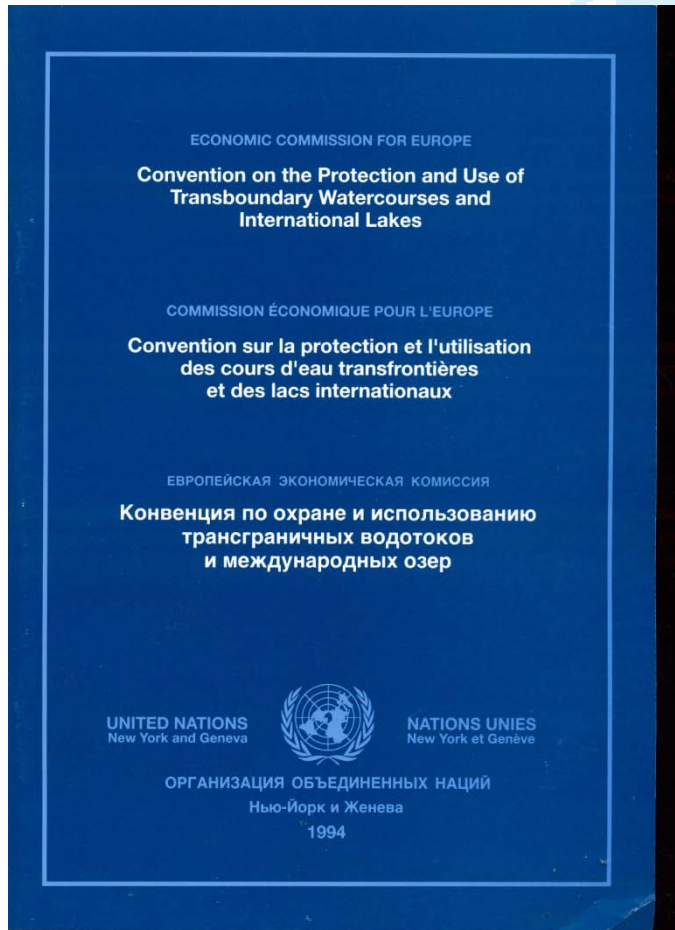 ECONOMIC COMMISSION FOR EUROPE
Convention on the Protection and Use of
Transboundary Watercourses and
International Lakes
COMMISSION ÉCONOMIQUE POUR L'EUROPE
Convention sur la protection et l'utilisation
des cours d'eau transfrontières
et des lacs internationaux
ЕВРОПЕЙСКАЯ ЭКОНОМИЧЕСКАЯ КОМИССИЯ
Конвенция по охране и использованию
трансграничных водотоков
и международных озер
UNITED NATIONS
New York and Geneva
NATIONS UNIES
New York et Genève
ОРГАНИЗАЦИЯ ОБЪЕДИНЕННЫХ НАЦИЙ
Нью-Йорк и Женева
1994